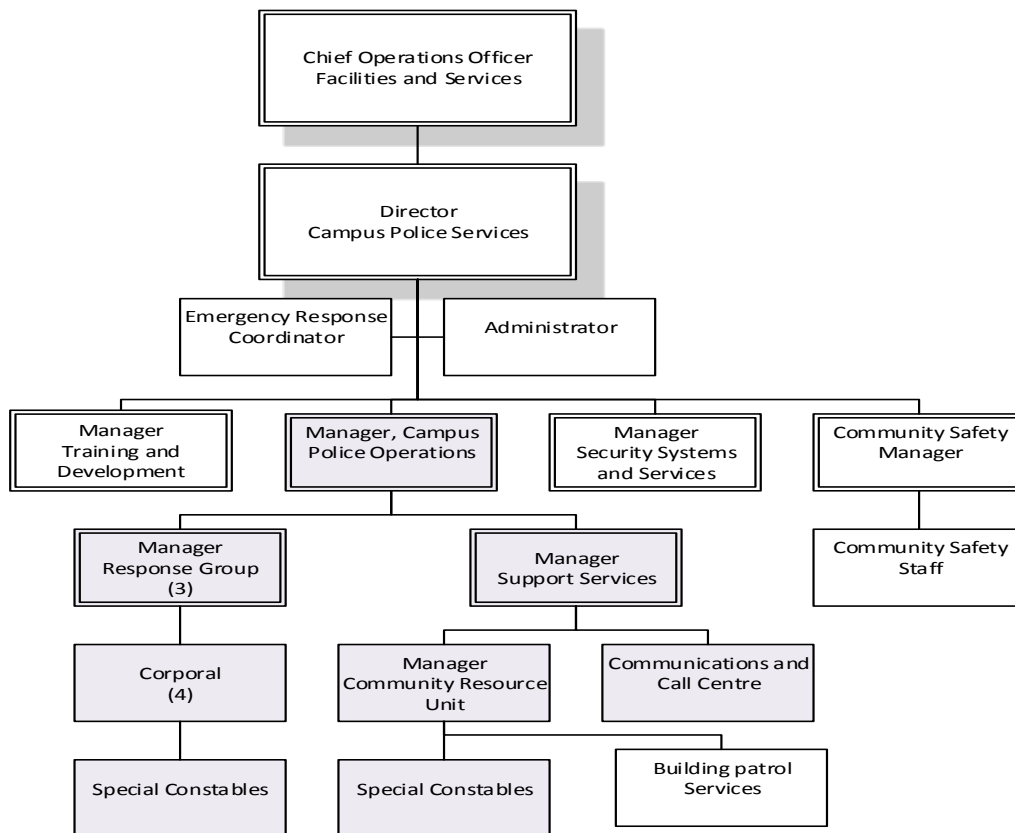 Chief Operations Officer
Facilities and Services
Director
Campus Police Services
Emergency Response
Coordinator
Administrator
Manager
Training and
Development
Manager, Campus
Police Operations
Manager
Security Systems
and Services
Community Safety
Manager
Manager
Response Group
(3)
Manager
Support Services
Community Safety
Staff
Corporal
(4)
Manager
Community Resource
Unit
Communications and
Call Centre
Special Constables
Special Constables
Building patrol
Services